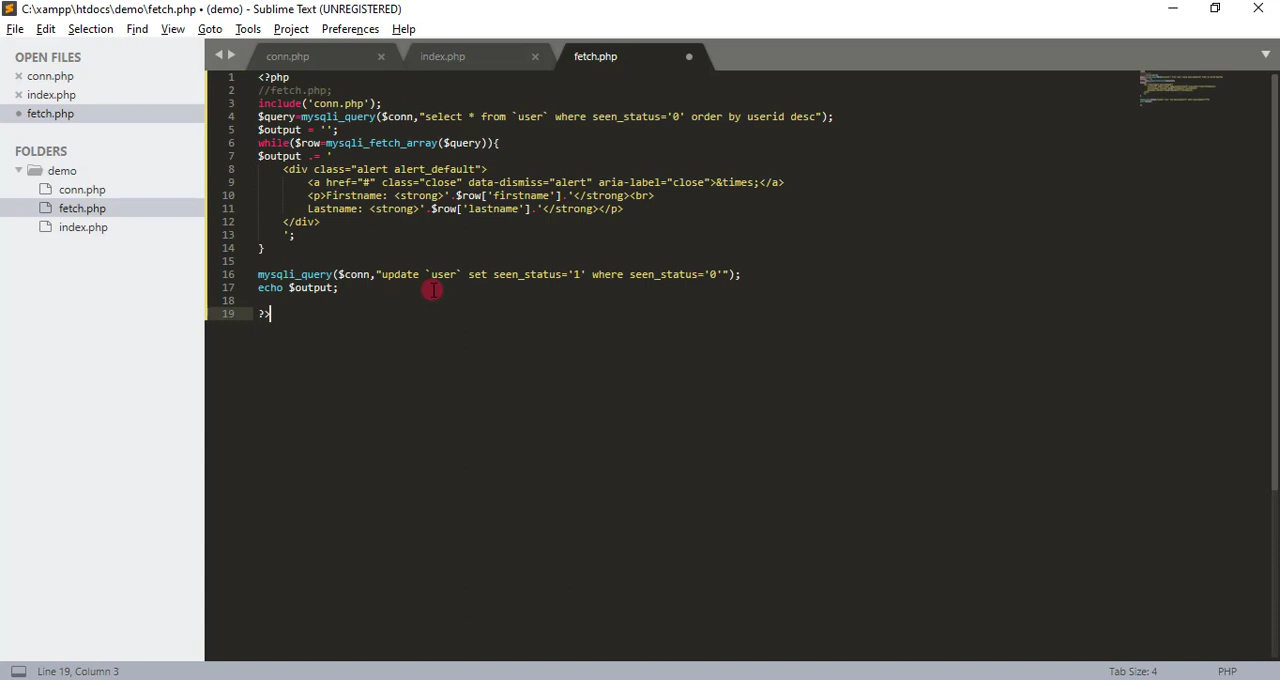 C:\xampp\htdocs\demo\fetch.php • (demo) - Sublime Text (UNREGISTERED)
File Edit Selection Find View Goto Tools Project Preferences Help
OPEN FILES
conn.php
index.php
fetch.php
FOLDERS
demo
conn.php
fetch.php
index.php
conn.php index.php fetch.php
1 <?php
2 //fetch.php;
3 include('conn.php');
4 $query=mysqli_query($conn,"select * from `user` where seen_status='0' order by userid desc");
5 $output = '';
6 while($row=mysqli_fetch_array($query)){
7 $output .= '
8 <div class="alert alert_default">
9 <a href="#" class="close" data-dismiss="alert" aria-label="close">&times;</a>
10 <p>Firstname: <strong>'.$row['firstname'].'</strong><br>
11 Lastname: <strong>'.$row['lastname'].'</strong></p>
12 </div>
13 ';
14 }
15
16 mysqli_query($conn,"update `user` set seen_status='1' where seen_status='0'");
17 echo $output;
18
19 ?>
Line 19, Column 3 Tab Size: 4 PHP